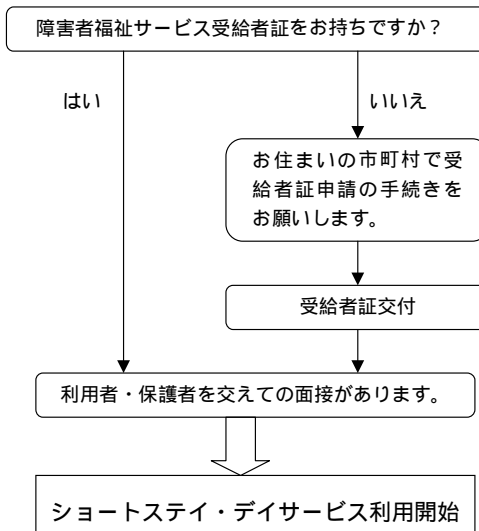 障害者福祉サービス受給者証をお持ちですか？
はい
いいえ
お住まいの市町村で受
給者証申請の手続きを
お願いします。
受給者証交付
利用者・保護者を交えての面接があります。
ショートステイ・デイサービス利用開始